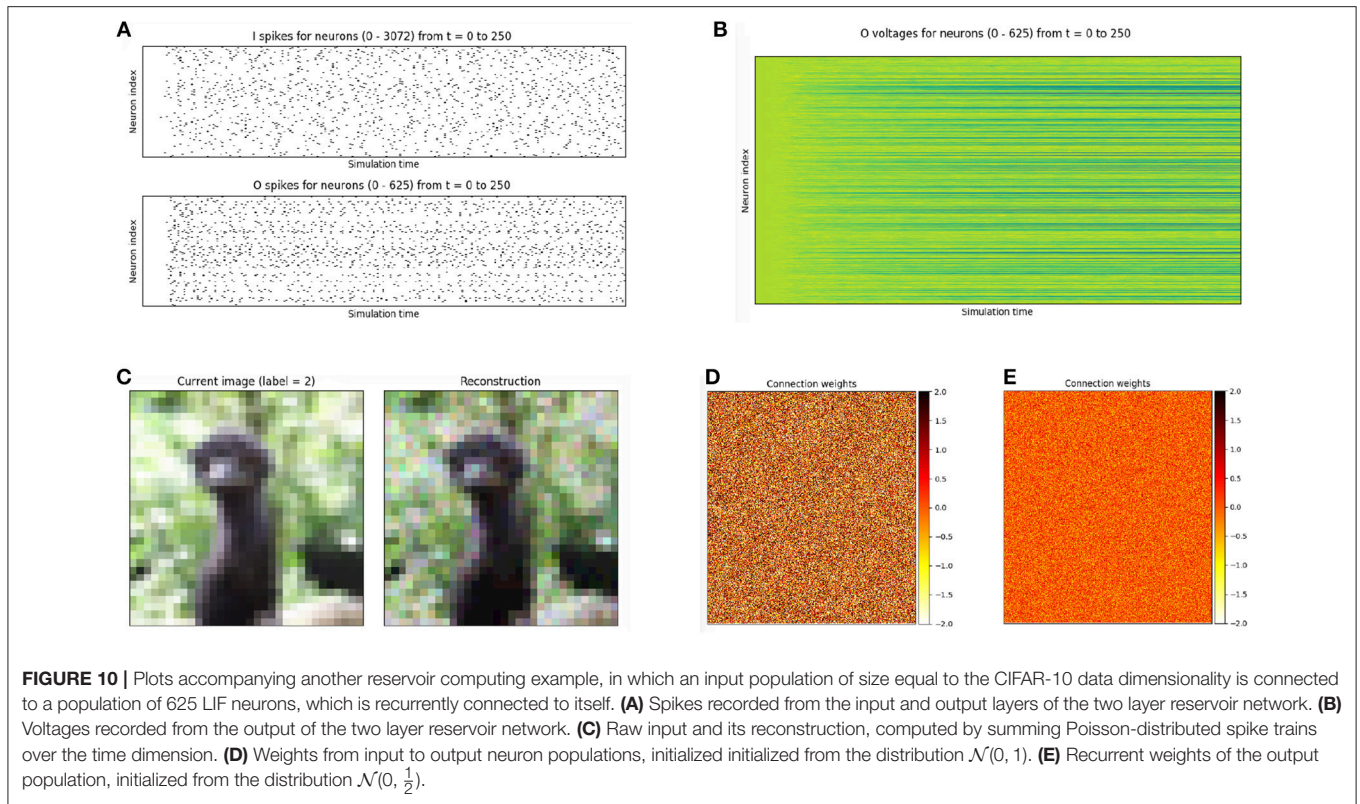 A
I spikes for neurons (0 - 3072) from t = 0 to 250
Neuron index
Simulation time
O spikes for neurons (0 - 625) from t = 0 to 250
Neuron index
Simulation time
B
O voltages for neurons (0 - 625) from t = 0 to 250
Neuron index
Simulation time
C
Current image (label = 2)
Reconstruction
D
Connection weights
2.0
1.5
1.0
0.5
0.0
−0.5
−1.0
−1.5
−2.0
E
Connection weights
2.0
1.5
1.0
0.5
0.0
−0.5
−1.0
−1.5
−2.0
FIGURE 10 | Plots accompanying another reservoir computing example, in which an input population of size equal to the CIFAR-10 data dimensionality is connected
to a population of 625 LIF neurons, which is recurrently connected to itself. (A) Spikes recorded from the input and output layers of the two layer reservoir network. (B)
Voltages recorded from the output of the two layer reservoir network. (C) Raw input and its reconstruction, computed by summing Poisson-distributed spike trains
over the time dimension. (D) Weights from input to output neuron populations, initialized initialized from the distribution 𝒩(0, 1). (E) Recurrent weights of the output
population, initialized from the distribution 𝒩(0, ½).